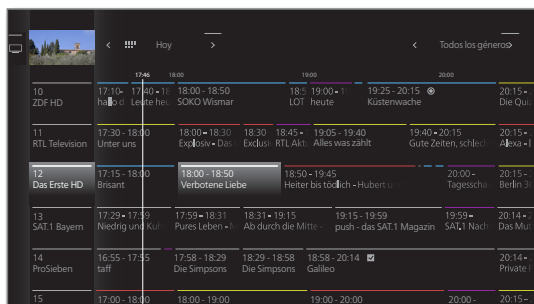 Hoy
Todos los géneros
17:46 18:00 19:00 20:00
10 17:10- 17:40 - 18: 18:00 - 18:50 18:5 19:00 - 1 19:25 - 20:15 20:15 -
ZDF HD hallo d Leute heu SOKO Wismar LOT heute Küstenwache Die Quiz
11 17:30 - 18:00 18:00 - 18:30 18:30 18:45 - 19:05 - 19:40 19:40 - 20:15 20:15 -
RTL Television Unter uns Explosiv - Das Exclusi RTL Akt Alles was zählt Gute Zeiten, schlech Alexa - I
12 17:15 - 18:00 18:00 - 18:50 18:50 - 19:45 20:00 - 20:15 -
Das Erste HD Brisant Verbotene Liebe Heiter bis tödlich - Hubert u Tagesscha Berlin
13 17:29 - 17:59 17:59 - 18:31 18:31 - 19:15 19:15 - 19:59 19:59 - 20:14 -
SAT.1 Bayern Niedrig und Kuh Pures Leben - Ab durch die Mitte - push - das SAT.1 Magazin SAT.1 Nach Das Mut
14 16:55 - 17:55 17:58 - 18:29 18:29 - 18:58 18:58 - 20:14 20:14 -
ProSieben taff Die Simpsons Die Simpsons Galileo Private
15 17:00 - 18:00 18:00 - 19:00 19:00 - 20:00 20:00 - 20:15 -